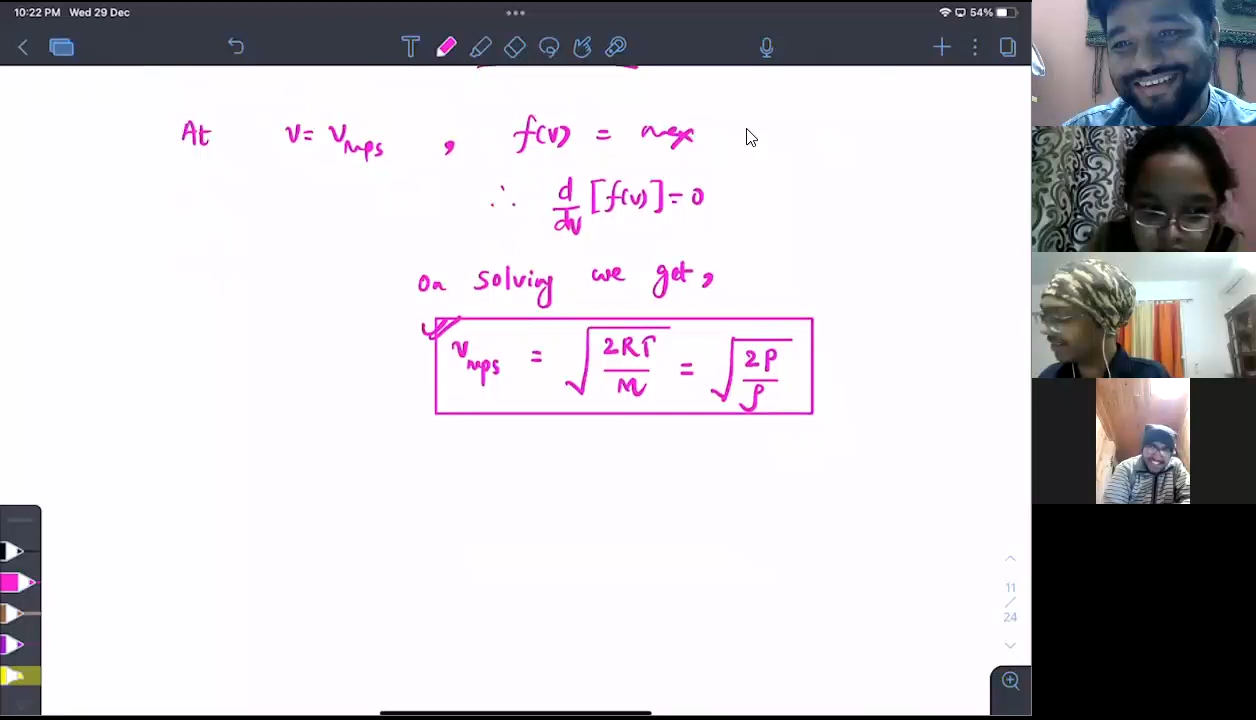 10:22 PM Wed 29 Dec
54%
At v = v_mps , f(v) = max
∴ d/dv [f(v)] = 0
on solving we get,
v_mps = √(2RT/M) = √(2P/ρ)
11
/
24